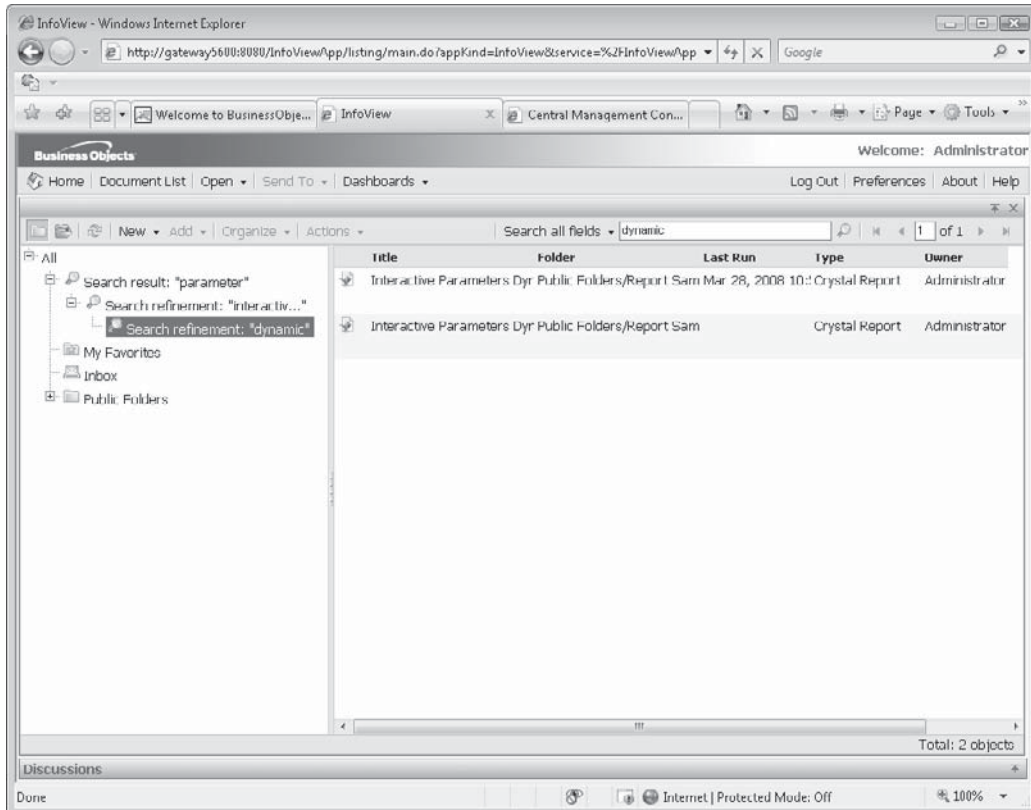 InfoView - Windows Internet Explorer
http://gateway5600:8080/InfoViewApp/listing/main.do?appKind=InfoView&service=%2FInfoViewApp
Google
Welcome to BusinessObje... InfoView Central Management Con... Page Tools
Business Objects Welcome: Administrator
Home Document List Open Send To Dashboards Log Out Preferences About Help
New Add Organize Actions Search all fields dynamic 1 of 1
All
Title Folder Last Run Type Owner
Search result: "parameter"
Interactive Parameters Dyr Public Folders/Report Sam Mar 28, 2008 10:! Crystal Report Administrator
Search refinement: "interactiv..."
Search refinement: "dynamic"
Interactive Parameters Dyr Public Folders/Report Sam Crystal Report Administrator
My Favorites
Inbox
Public Folders
Total: 2 objects
Discussions
Done Internet | Protected Mode: Off 100%